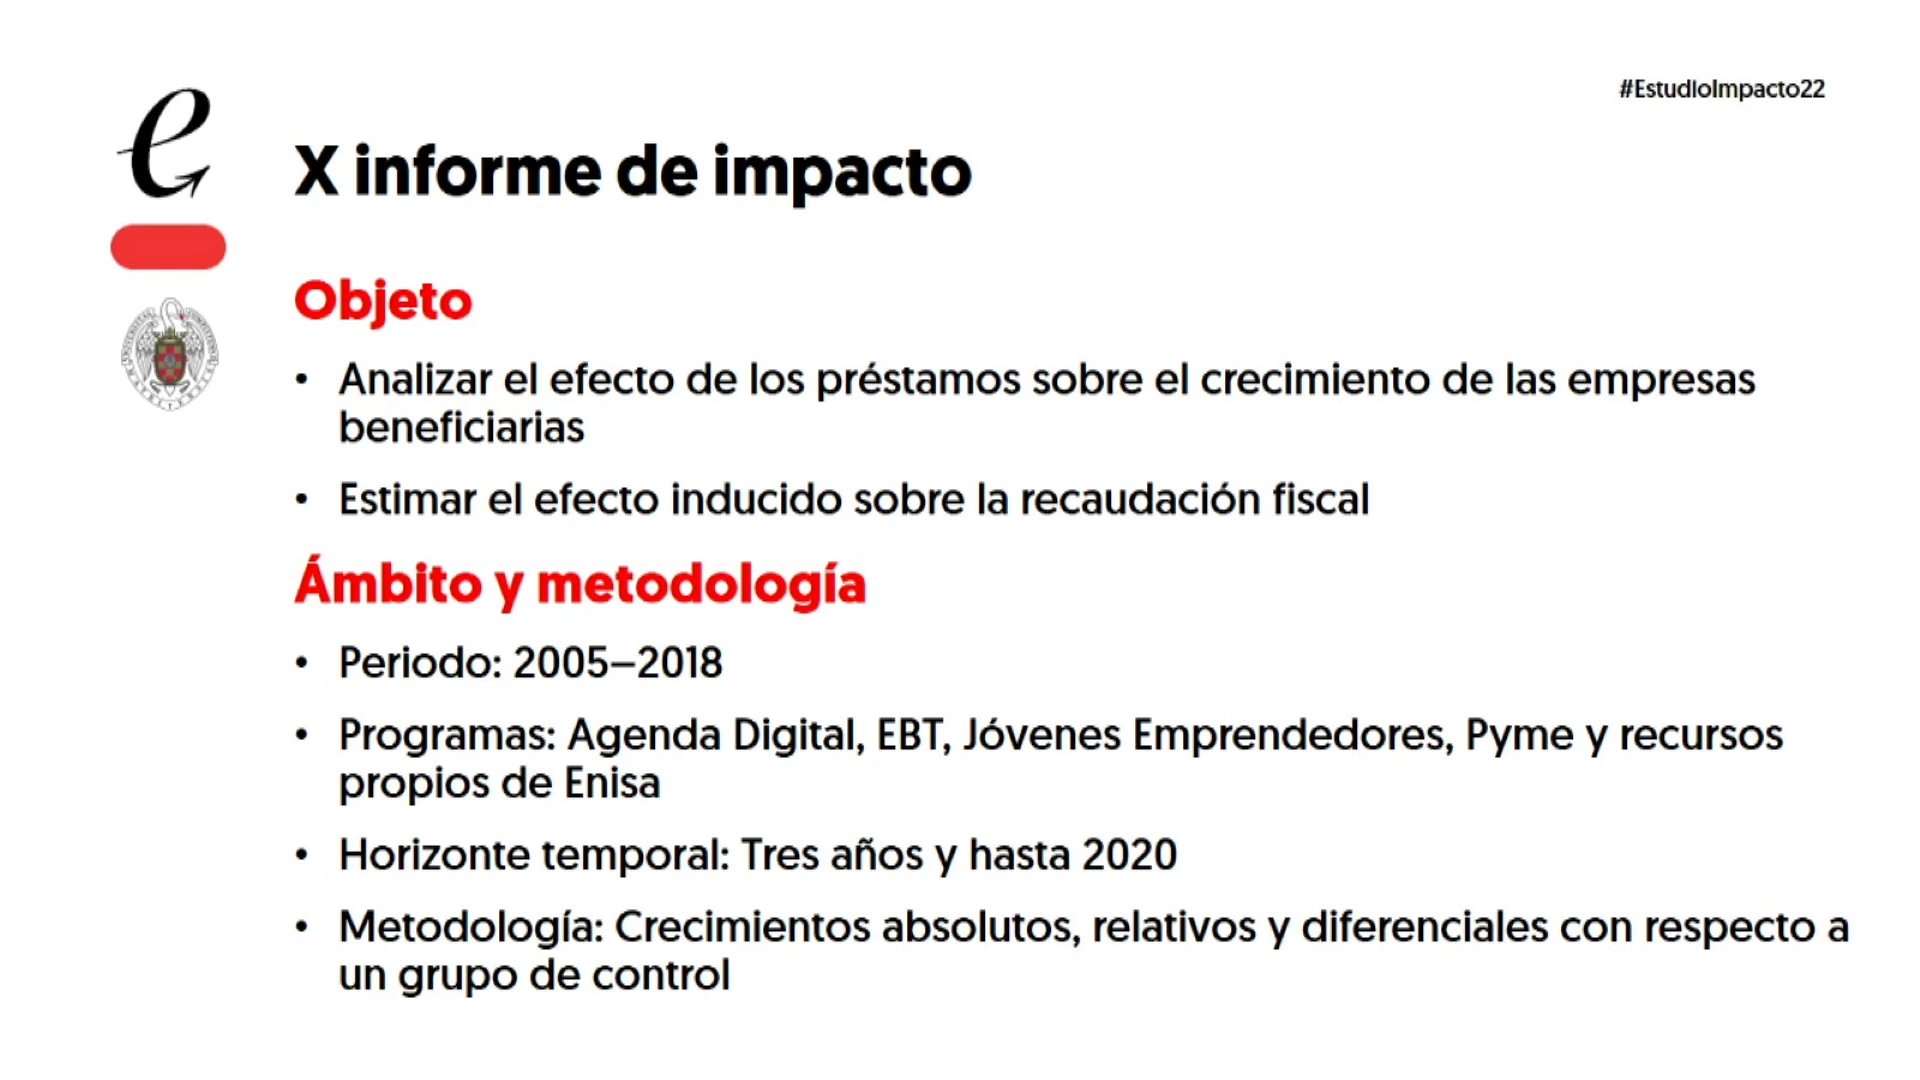 #EstudioImpacto22
X informe de impacto
Objeto
• Analizar el efecto de los préstamos sobre el crecimiento de las empresas
beneficiarias
• Estimar el efecto inducido sobre la recaudación fiscal
Ámbito y metodología
• Periodo: 2005–2018
• Programas: Agenda Digital, EBT, Jóvenes Emprendedores, Pyme y recursos
propios de Enisa
• Horizonte temporal: Tres años y hasta 2020
• Metodología: Crecimientos absolutos, relativos y diferenciales con respecto a
un grupo de control